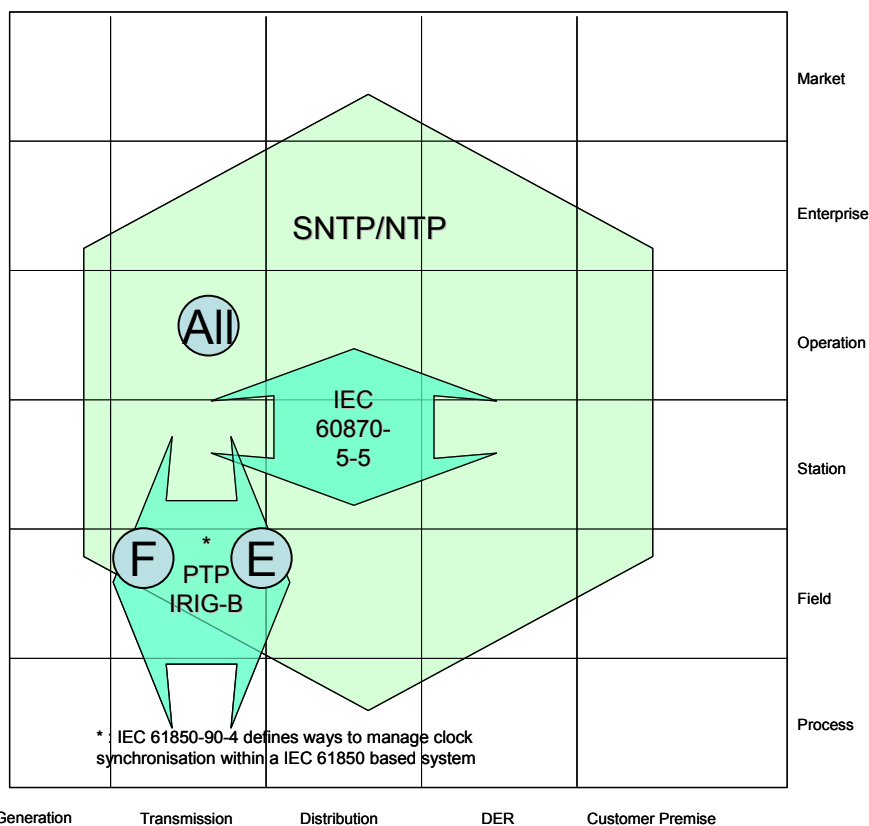 Market
Enterprise
SNTP/NTP
All
Operation
IEC
60870-
5-5
Station
F
*
E
PTP
IRIG-B
Field
Process
* : IEC 61850-90-4 defines ways to manage clock
synchronisation within a IEC 61850 based system
Generation Transmission Distribution DER Customer Premise